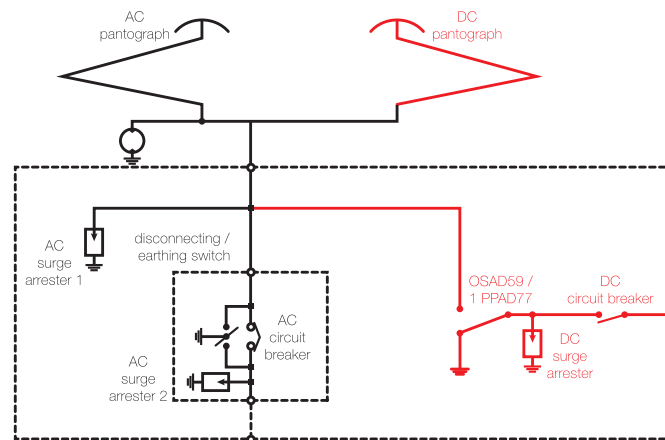 AC
pantograph
DC
pantograph
AC
surge
arrester 1
disconnecting /
earthing switch
OSAD59 /
1 PPAD77
DC
circuit breaker
AC
circuit
breaker
DC
surge
arrester
AC
surge
arrester 2